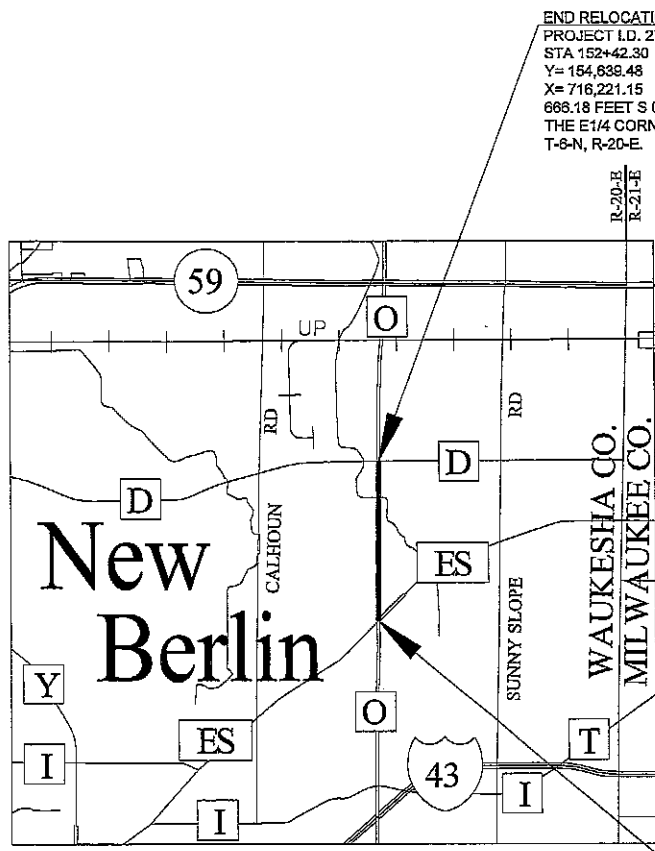 END RELOCATI
PROJECT I.D. 2
STA 152+42.30
Y= 154,639.48
X= 716,221.15
666.18 FEET S
THE E1/4 CORN
T-6-N, R-20-E.
R-20-E
R-21-E
59
O
UP
RD
RD
D
D
CALHOUN
ES
New
Berlin
SUNNY SLOPE
WAUKESHA CO.
MILWAUKEE CO.
Y
O
ES
T
I
43
I
I